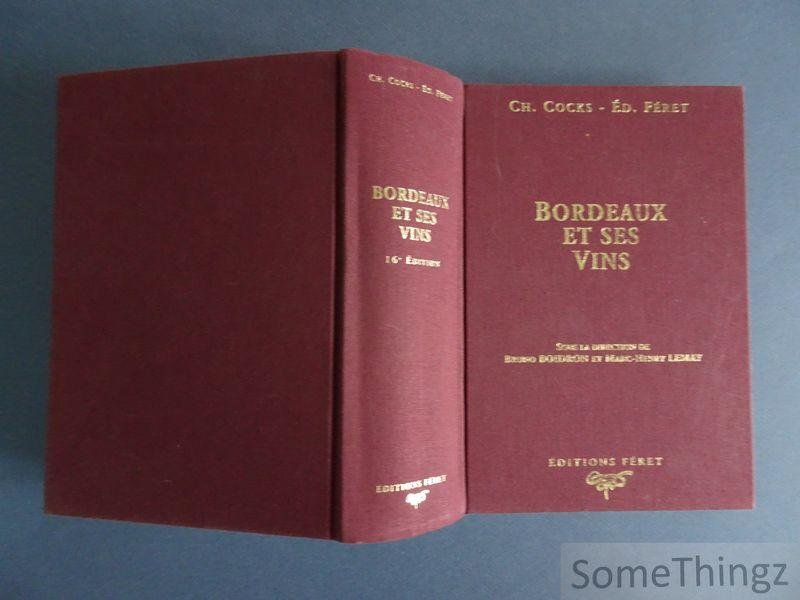 CH. COCKS - ÉD. FÉRET
BORDEAUX
ET SES
VINS
16e ÉDITION
ÉDITIONS FÉRET
CH. COCKS - ÉD. FÉRET
BORDEAUX
ET SES
VINS
SOUS LA DIRECTION DE
BRUNO BOIDRON ET MARC-HENRY LEMAY
ÉDITIONS FÉRET
SomeThingz